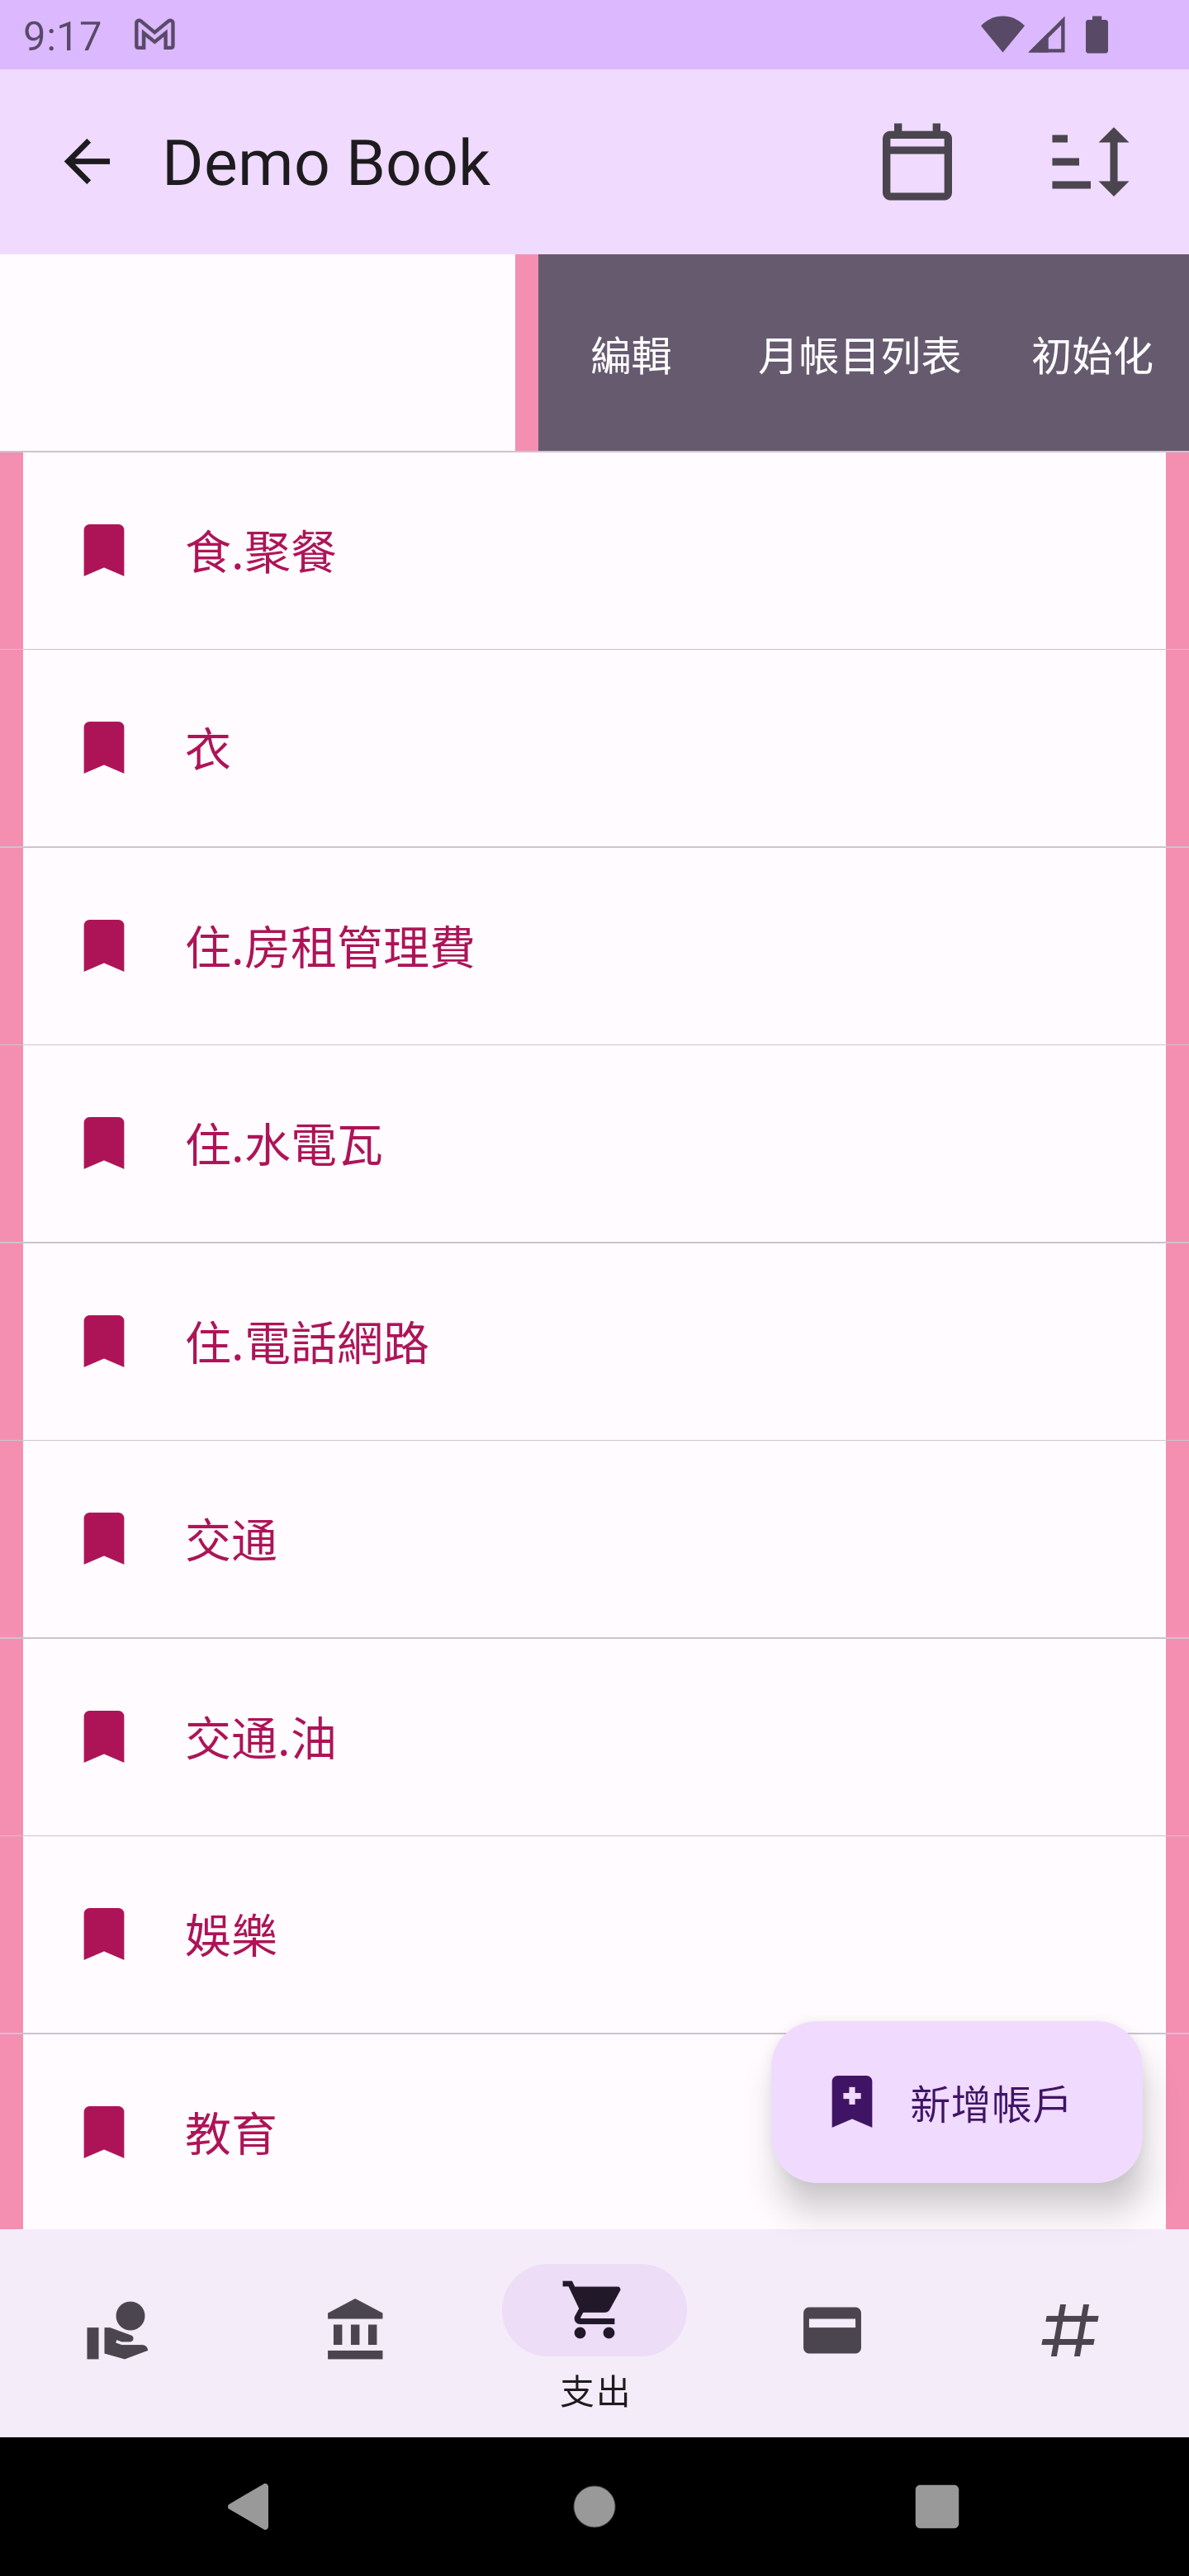 9:17
Demo Book
編輯 月帳目列表 初始化
食.聚餐
衣
住.房租管理費
住.水電瓦
住.電話網路
交通
交通.油
娛樂
教育
新增帳戶
支出